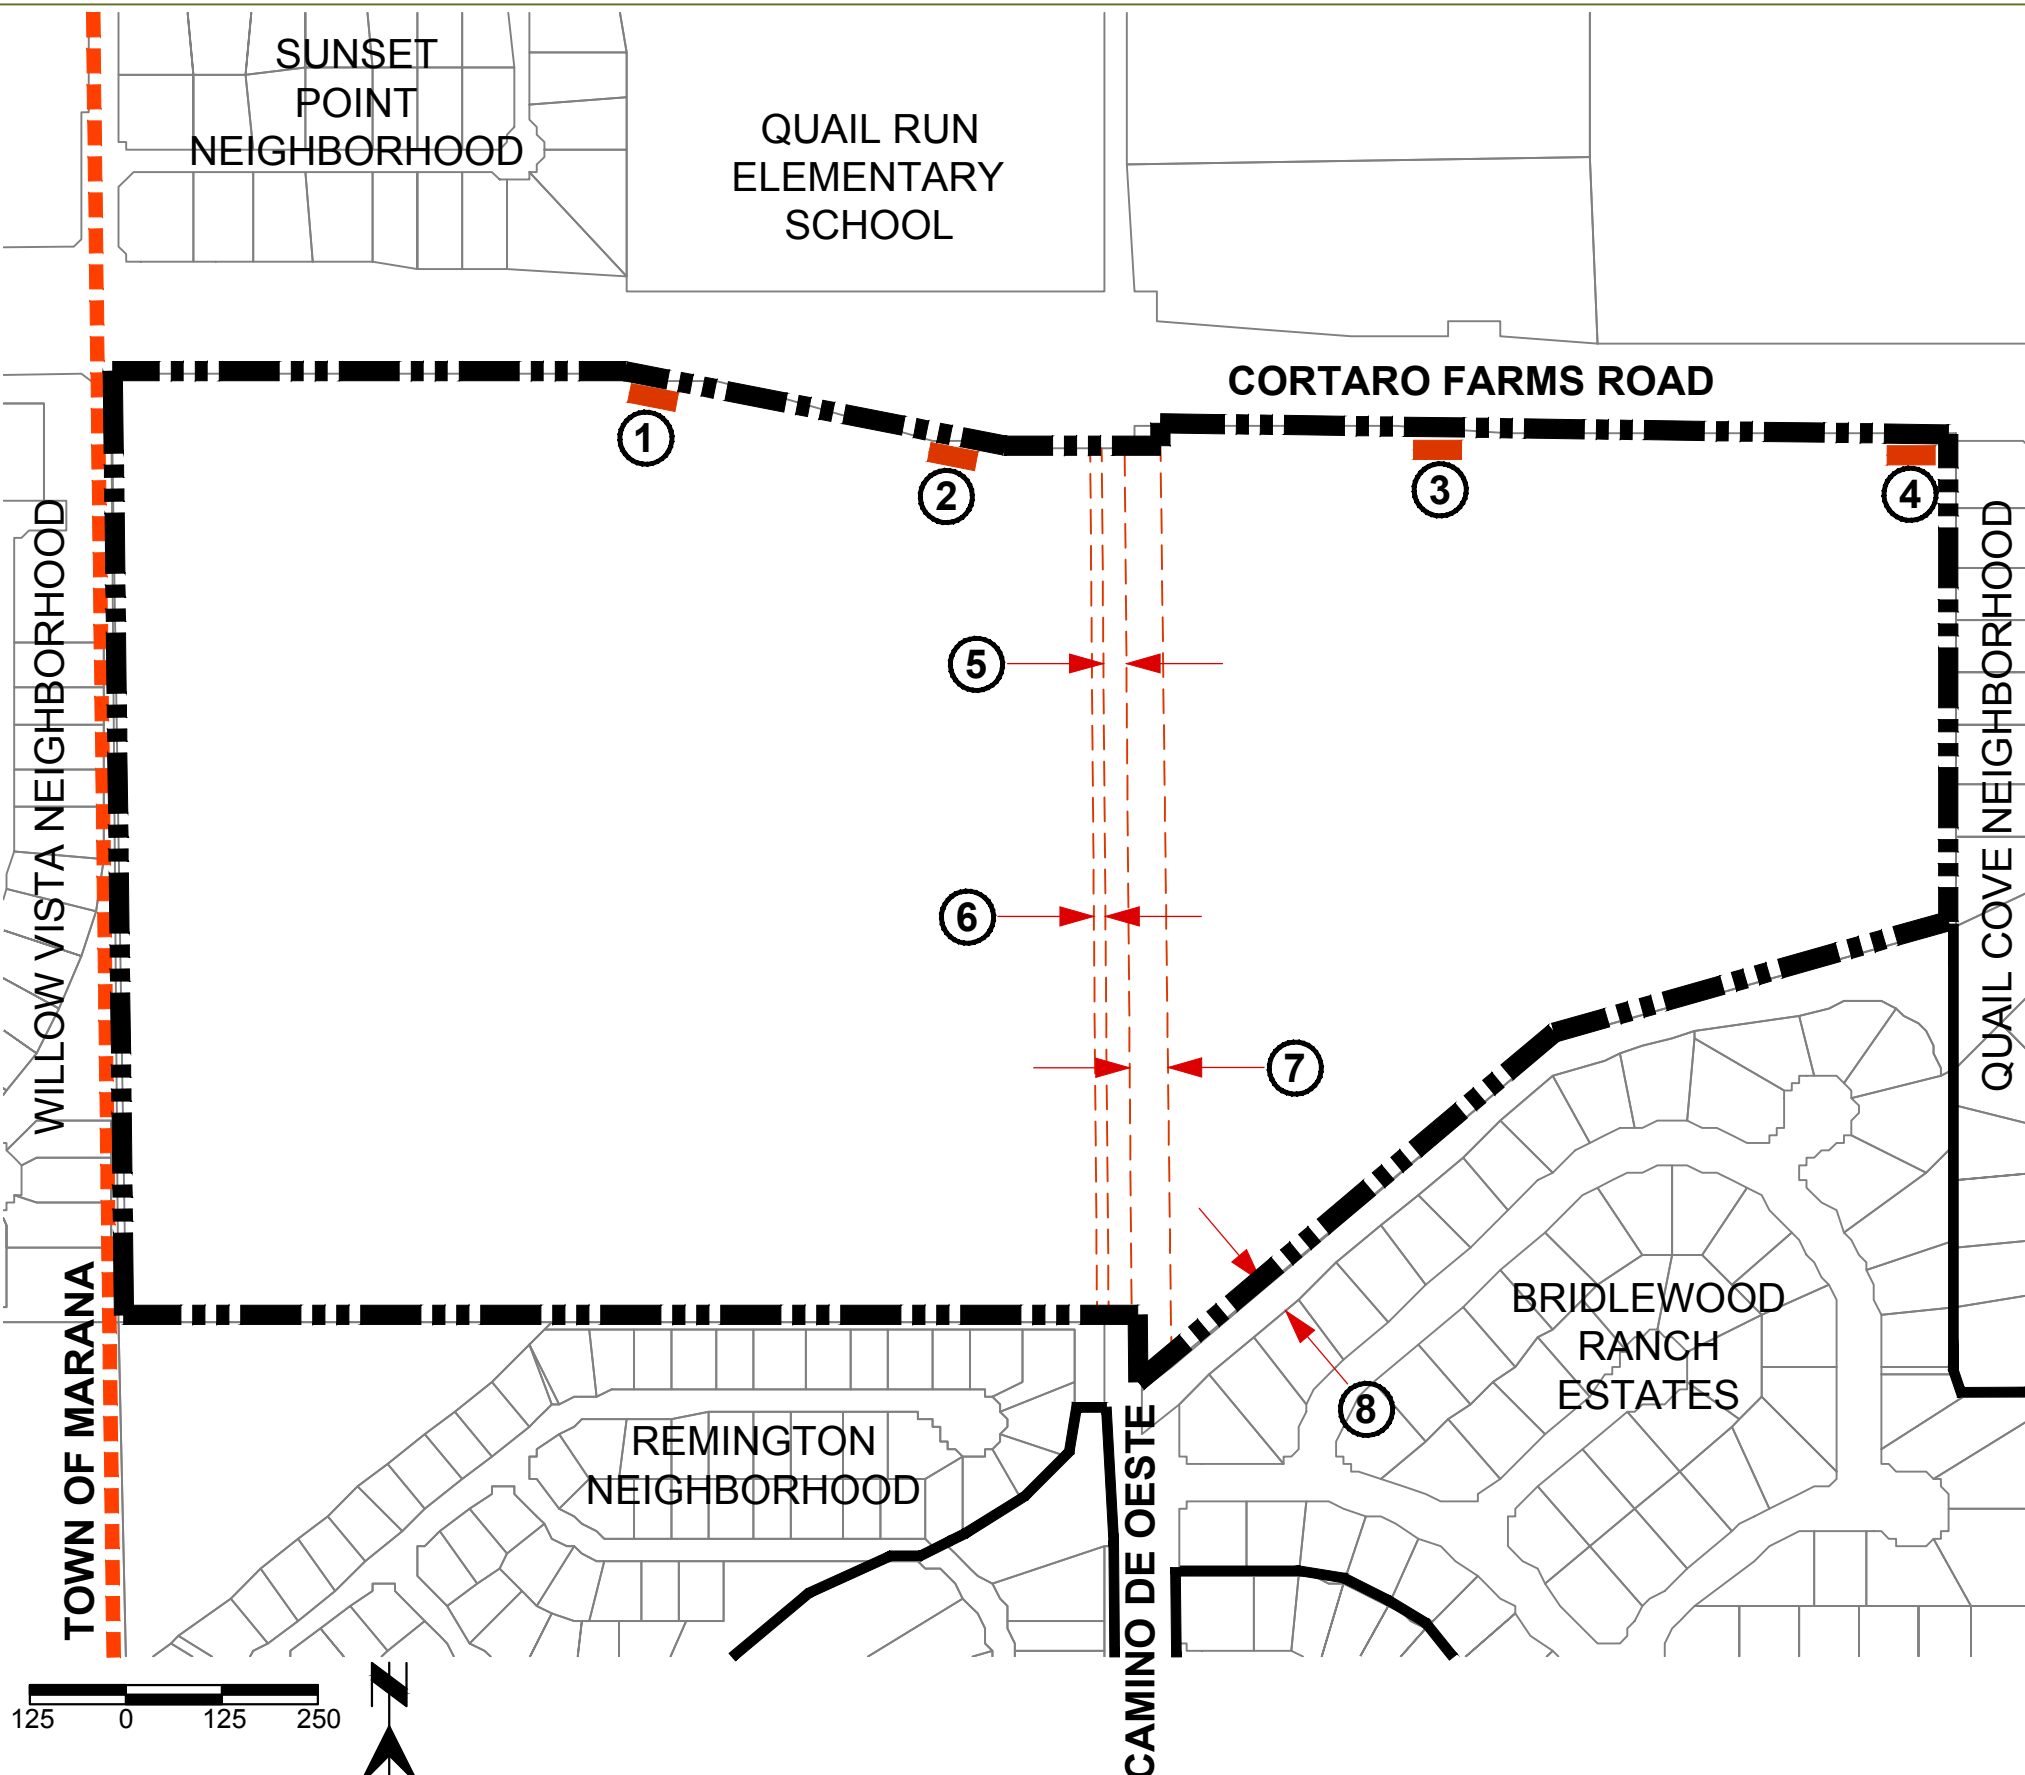 SUNSET
POINT
NEIGHBORHOOD
QUAIL RUN
ELEMENTARY
SCHOOL
CORTARO FARMS ROAD
1
2
3
4
WILLOW VISTA NEIGHBORHOOD
QUAIL COVE NEIGHBORHOOD
5
6
7
8
TOWN OF MARANA
BRIDLEWOOD
RANCH
ESTATES
REMINGTON
NEIGHBORHOOD
CAMINO DE OESTE
125 0 125 250
N